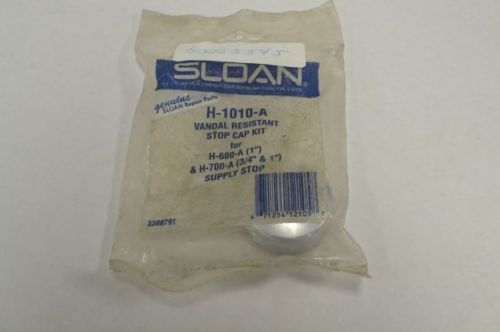 SLOAN
genuine
SLOAN Repair Parts
H-1010-A
VANDAL RESISTANT
STOP CAP KIT
for
H-600-A (1")
& H-700-A (3/4" & 1")
SUPPLY STOP
3308791